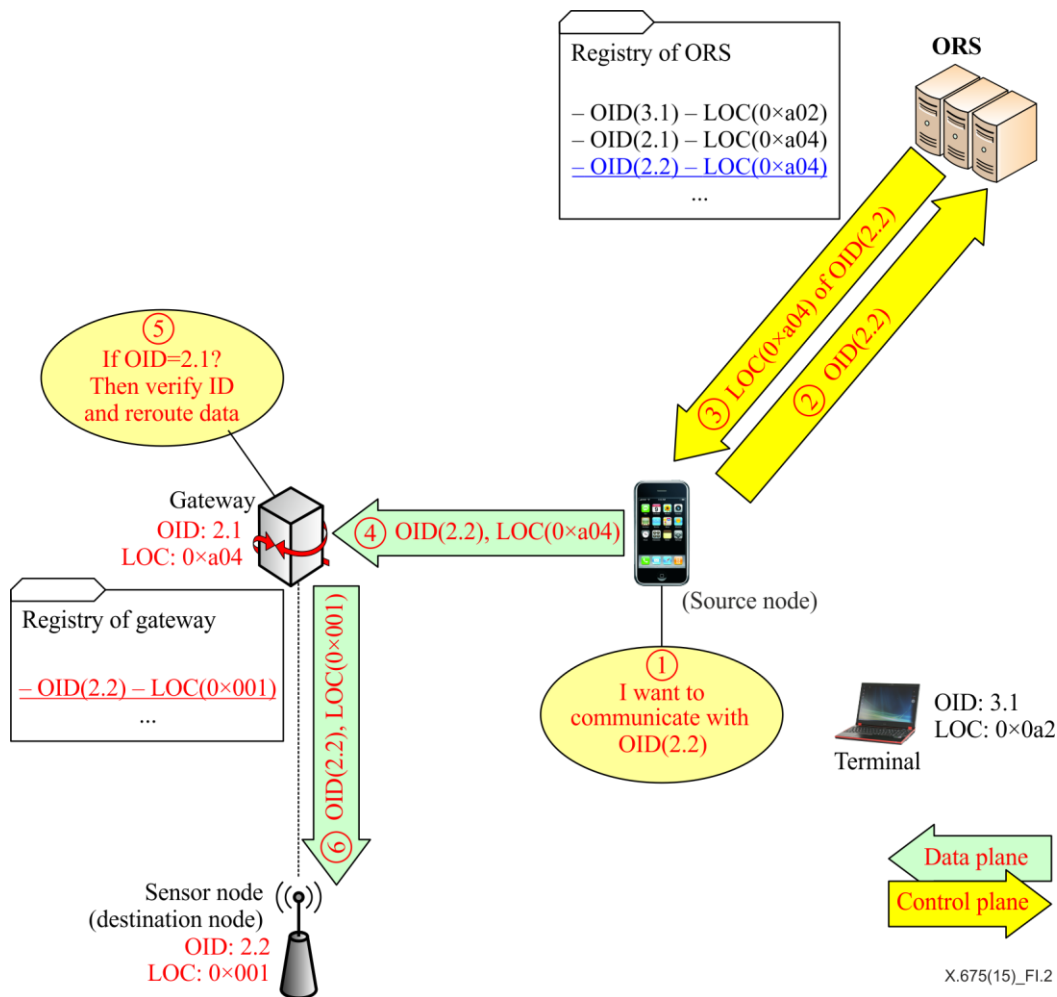 Registry of ORS
– OID(3.1) – LOC(0×a02)
– OID(2.1) – LOC(0×a04)
– OID(2.2) – LOC(0×a04)
...
ORS
③ LOC(0×a04) of OID(2.2)
② OID(2.2)
⑤
If OID=2.1?
Then verify ID
and reroute data
Gateway
OID: 2.1
LOC: 0×a04
④ OID(2.2), LOC(0×a04)
(Source node)
Registry of gateway
– OID(2.2) – LOC(0×001)
...
⑥ OID(2.2), LOC(0×001)
①
I want to
communicate with
OID(2.2)
OID: 3.1
LOC: 0×0a2
Terminal
Sensor node
(destination node)
OID: 2.2
LOC: 0×001
Data plane
Control plane
X.675(15)_FI.2